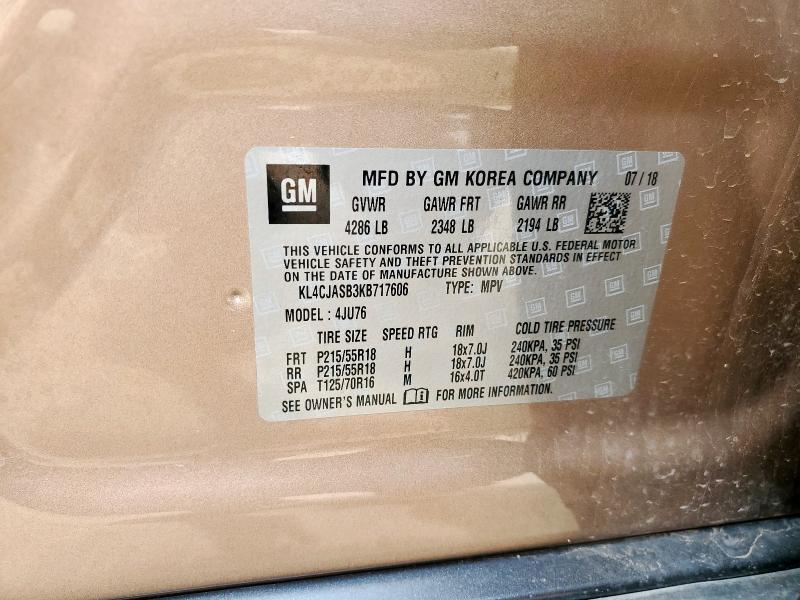 GM
MFD BY GM KOREA COMPANY 07 / 18
GVWR GAWR FRT GAWR RR
4286 LB 2348 LB 2194 LB
THIS VEHICLE CONFORMS TO ALL APPLICABLE U.S. FEDERAL MOTOR
VEHICLE SAFETY AND THEFT PREVENTION STANDARDS IN EFFECT
ON THE DATE OF MANUFACTURE SHOWN ABOVE.
KL4CJASB3KB717606 TYPE: MPV
MODEL : 4JU76
TIRE SIZE SPEED RTG RIM COLD TIRE PRESSURE
FRT P215/55R18 H 18x7.0J 240KPA, 35 PSI
RR P215/55R18 H 18x7.0J 240KPA, 35 PSI
SPA T125/70R16 M 16x4.0T 420KPA, 60 PSI
SEE OWNER'S MANUAL FOR MORE INFORMATION.